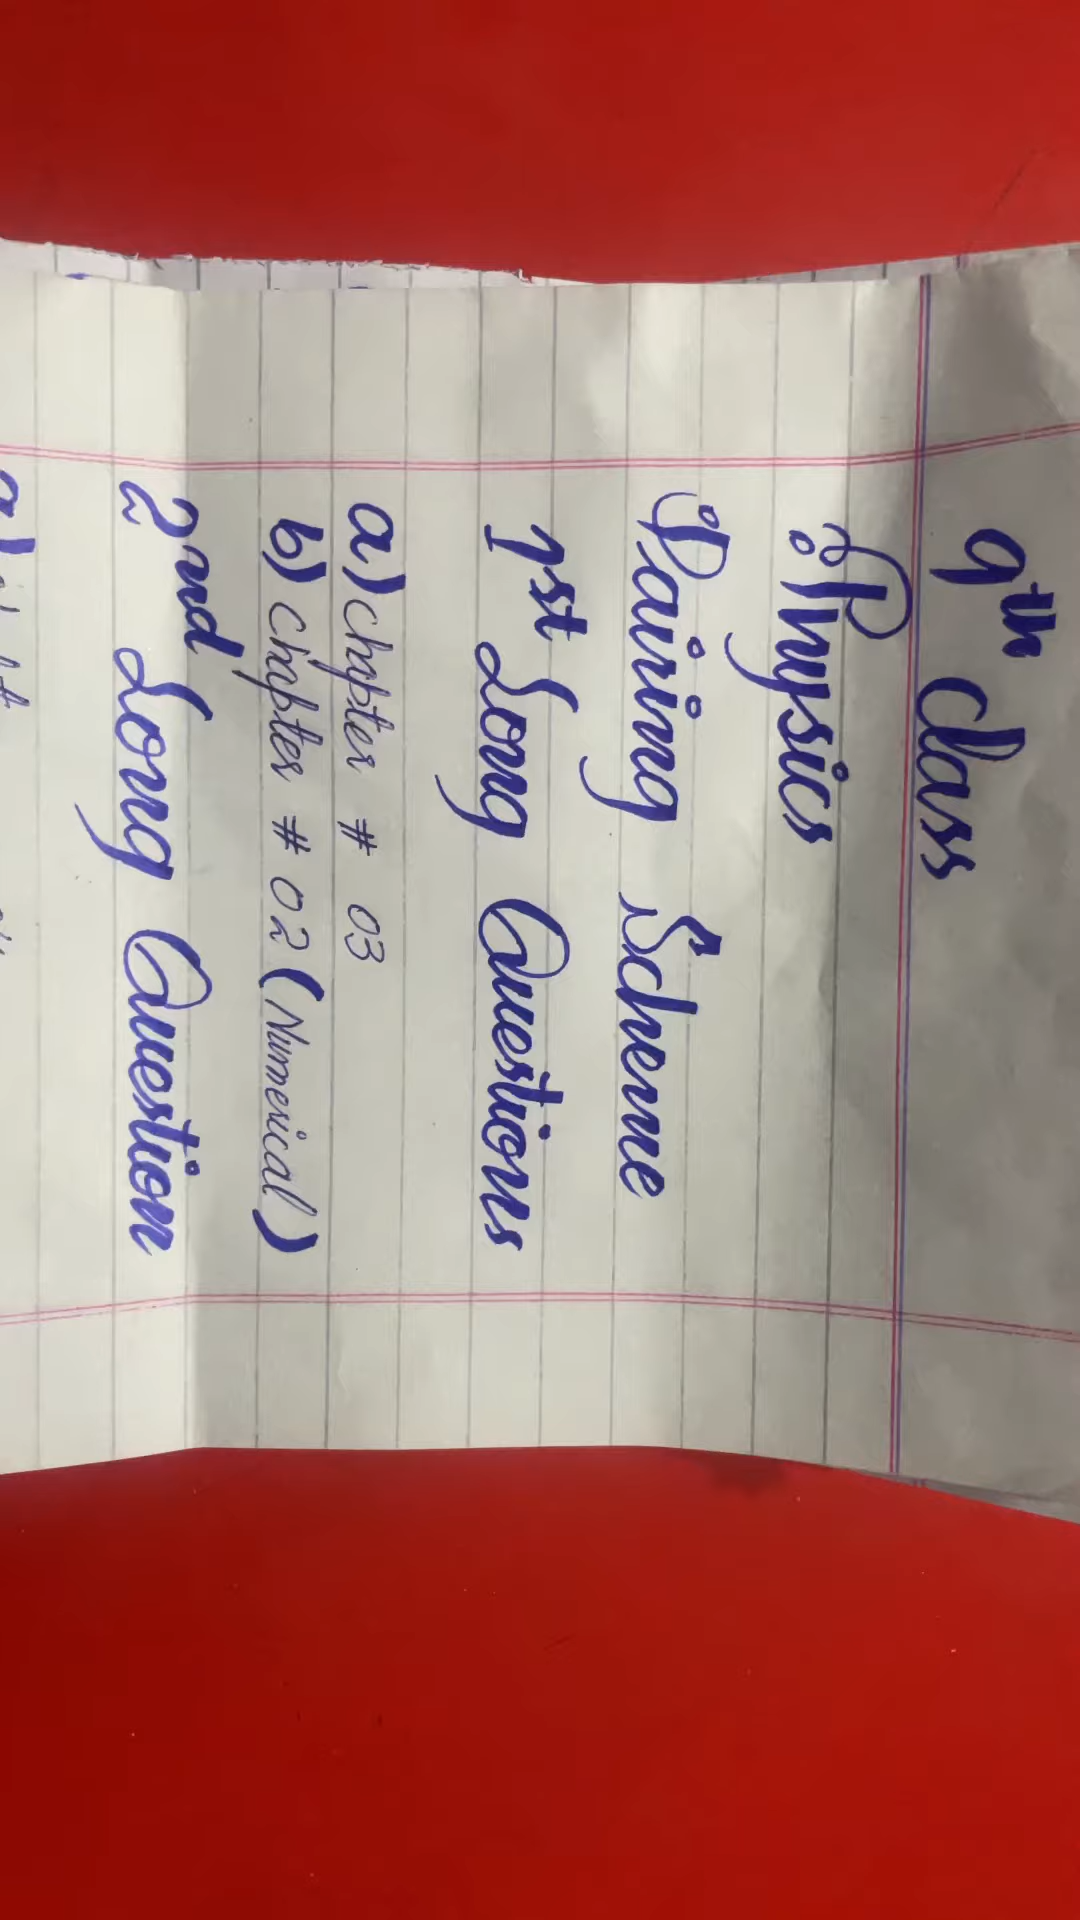 9th Class
Physics
Pairing Scheme
1st Long Questions
a) Chapter # 03
b) Chapter # 02 (Numerical)
2nd Long Question